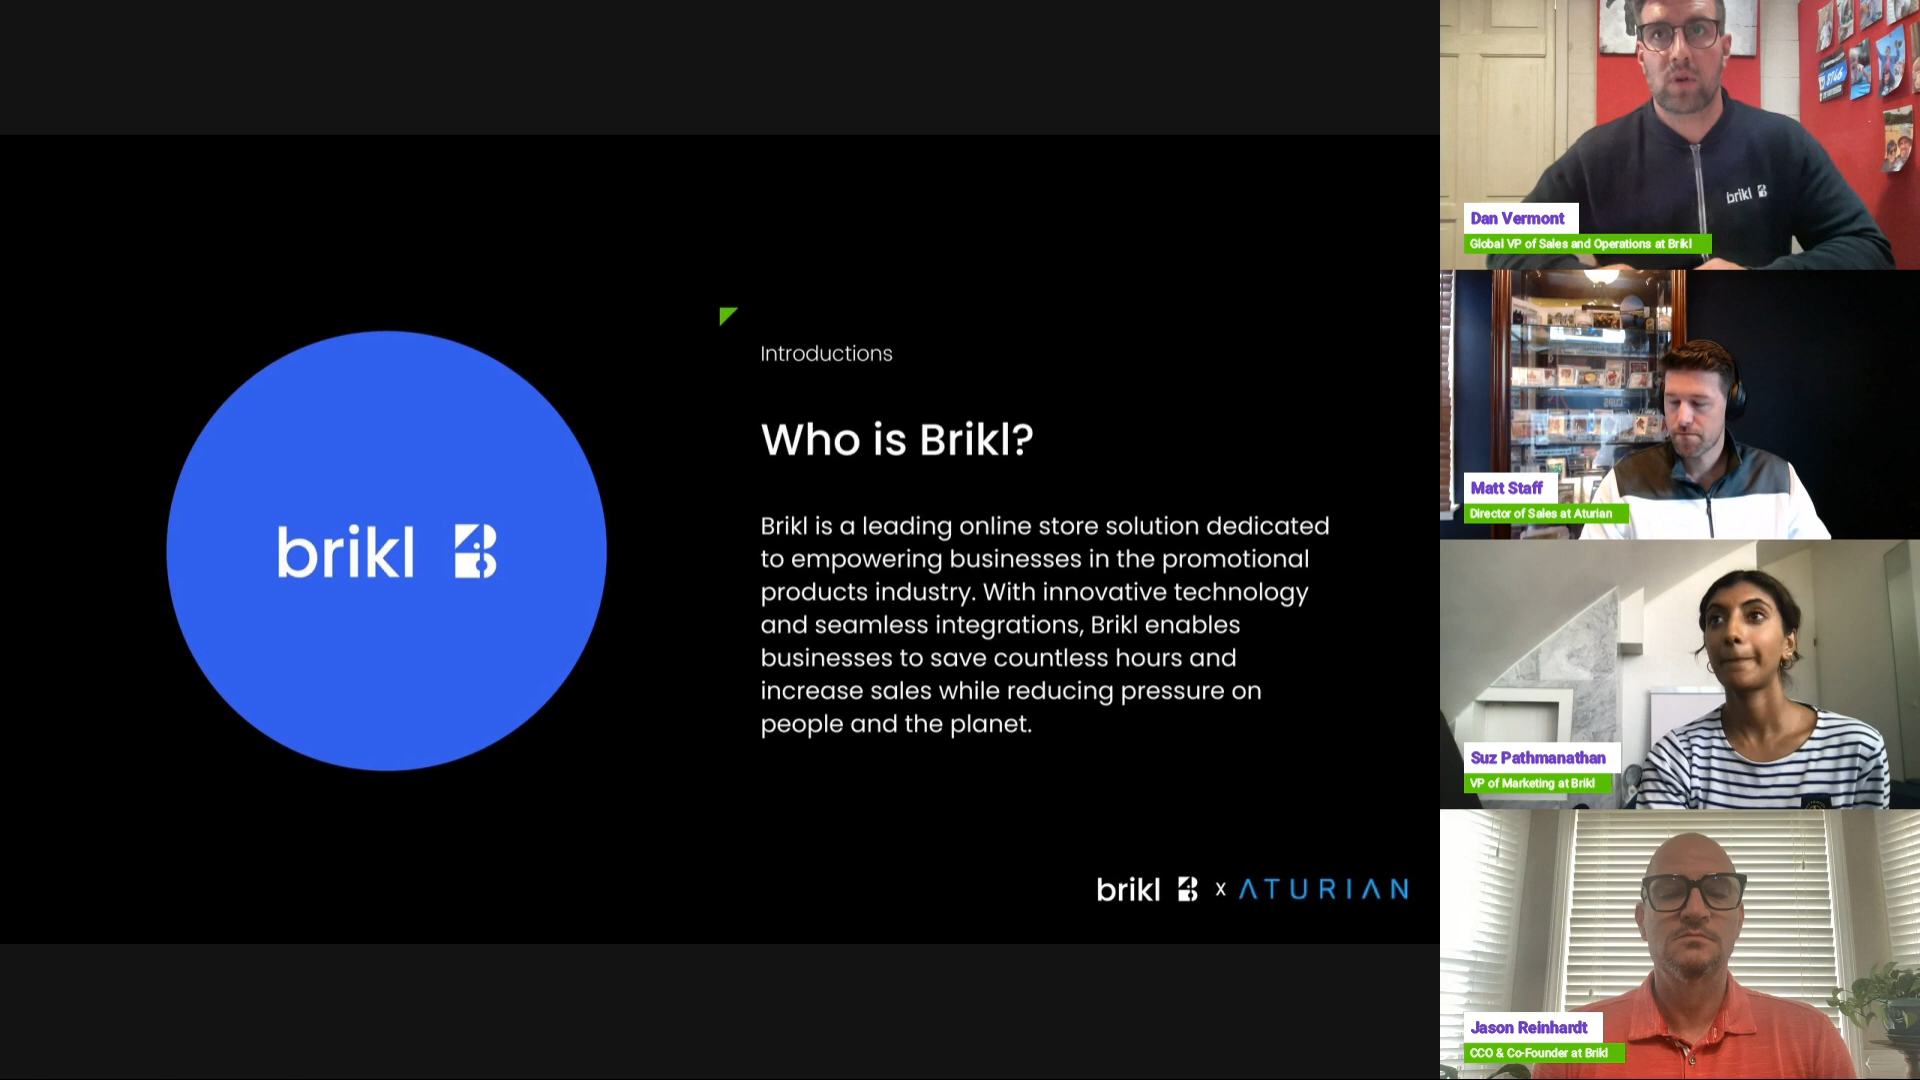 brikl
Introductions
Who is Brikl?
Brikl is a leading online store solution dedicated
to empowering businesses in the promotional
products industry. With innovative technology
and seamless integrations, Brikl enables
businesses to save countless hours and
increase sales while reducing pressure on
people and the planet.
brikl x ATURIAN
brikl
Dan Vermont
Global VP of Sales and Operations at Brikl
Matt Staff
Director of Sales at Aturian
Suz Pathmanathan
VP of Marketing at Brikl
Jason Reinhardt
CCO & Co-Founder at Brikl